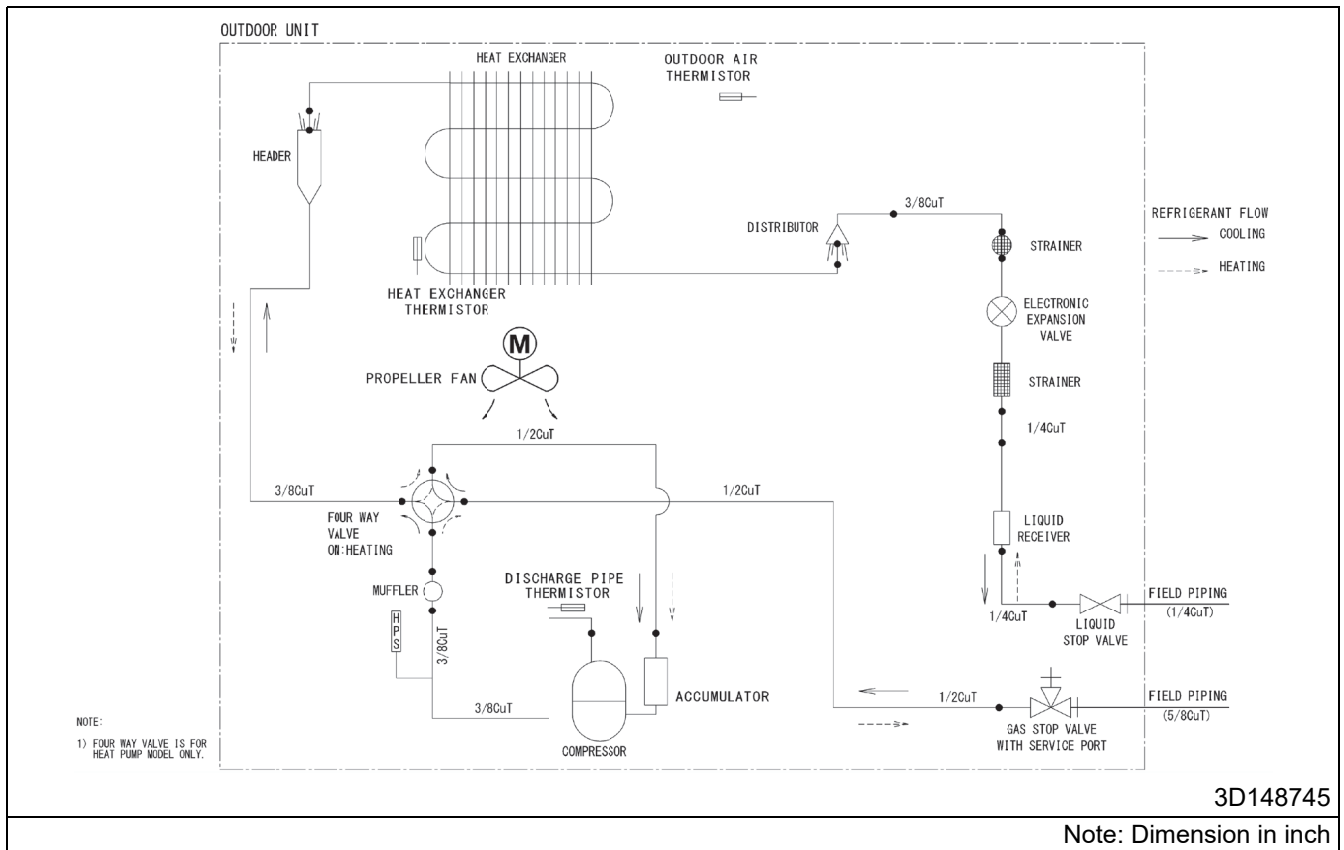 OUTDOOR UNIT
HEAT EXCHANGER
OUTDOOR AIR
THERMISTOR
HEADER
3/8CuT
DISTRIBUTOR
STRAINER
REFRIGERANT FLOW
COOLING
HEATING
HEAT EXCHANGER
THERMISTOR
ELECTRONIC
EXPANSION
VALVE
M
PROPELLER FAN
STRAINER
1/2CuT
1/4CuT
3/8CuT
1/2CuT
FOUR WAY
VALVE
ON:HEATING
LIQUID
RECEIVER
MUFFLER
DISCHARGE PIPE
THERMISTOR
HPS
3/8CuT
1/4CuT
LIQUID
STOP VALVE
FIELD PIPING
(1/4CuT)
ACCUMULATOR
3/8CuT
COMPRESSOR
1/2CuT
GAS STOP VALVE
WITH SERVICE PORT
FIELD PIPING
(5/8CuT)
NOTE:
1) FOUR WAY VALVE IS FOR
HEAT PUMP MODEL ONLY.
3D148745
Note: Dimension in inch